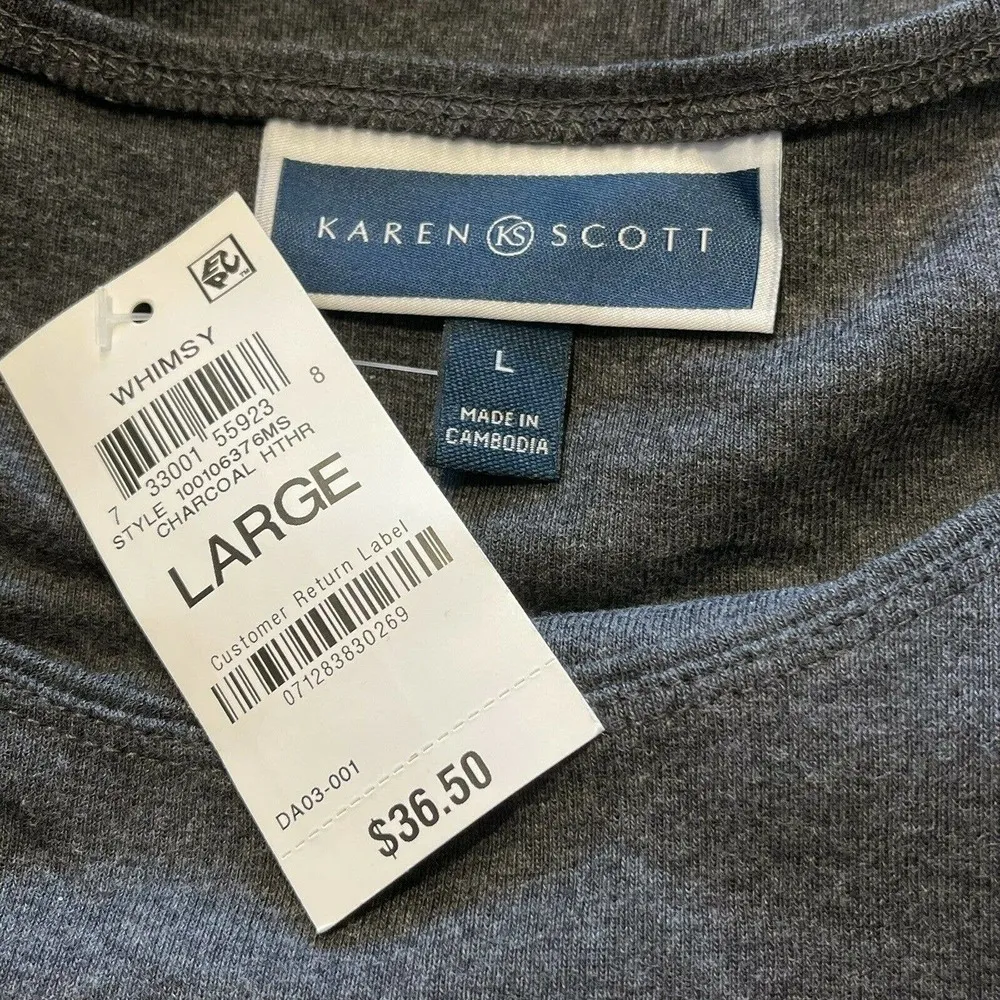 KAREN KS SCOTT
L
MADE IN
CAMBODIA
EPC™
WHIMSY
7 33001 55923 8
STYLE 100106376MS
CHARCOAL HTHR
LARGE
Customer Return Label
071283830269
DA03-001
$36.50